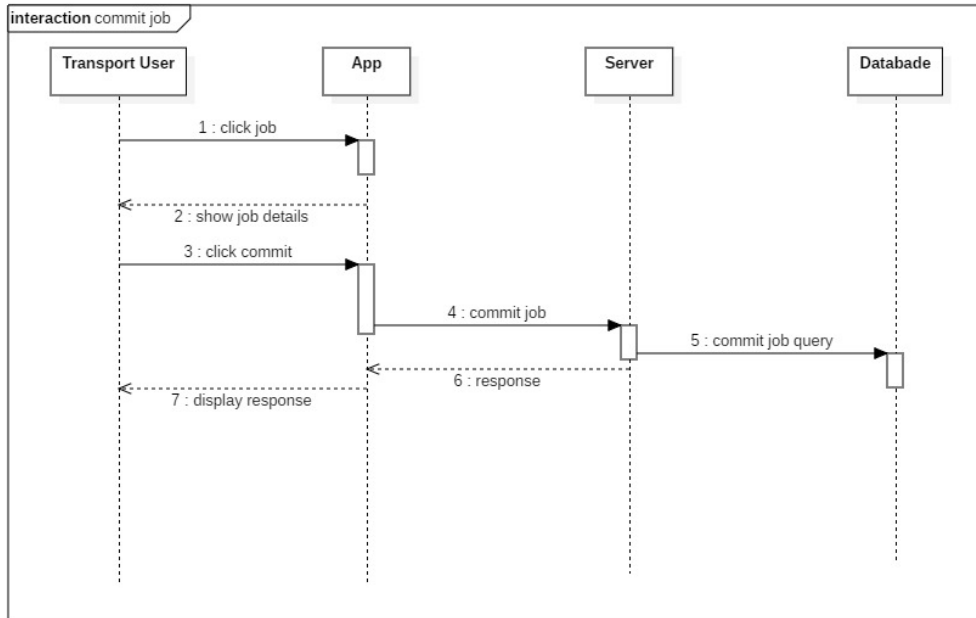 interaction commit job
Transport User
App
Server
Databade
1 : click job
2 : show job details
3 : click commit
4 : commit job
5 : commit job query
6 : response
7 : display response